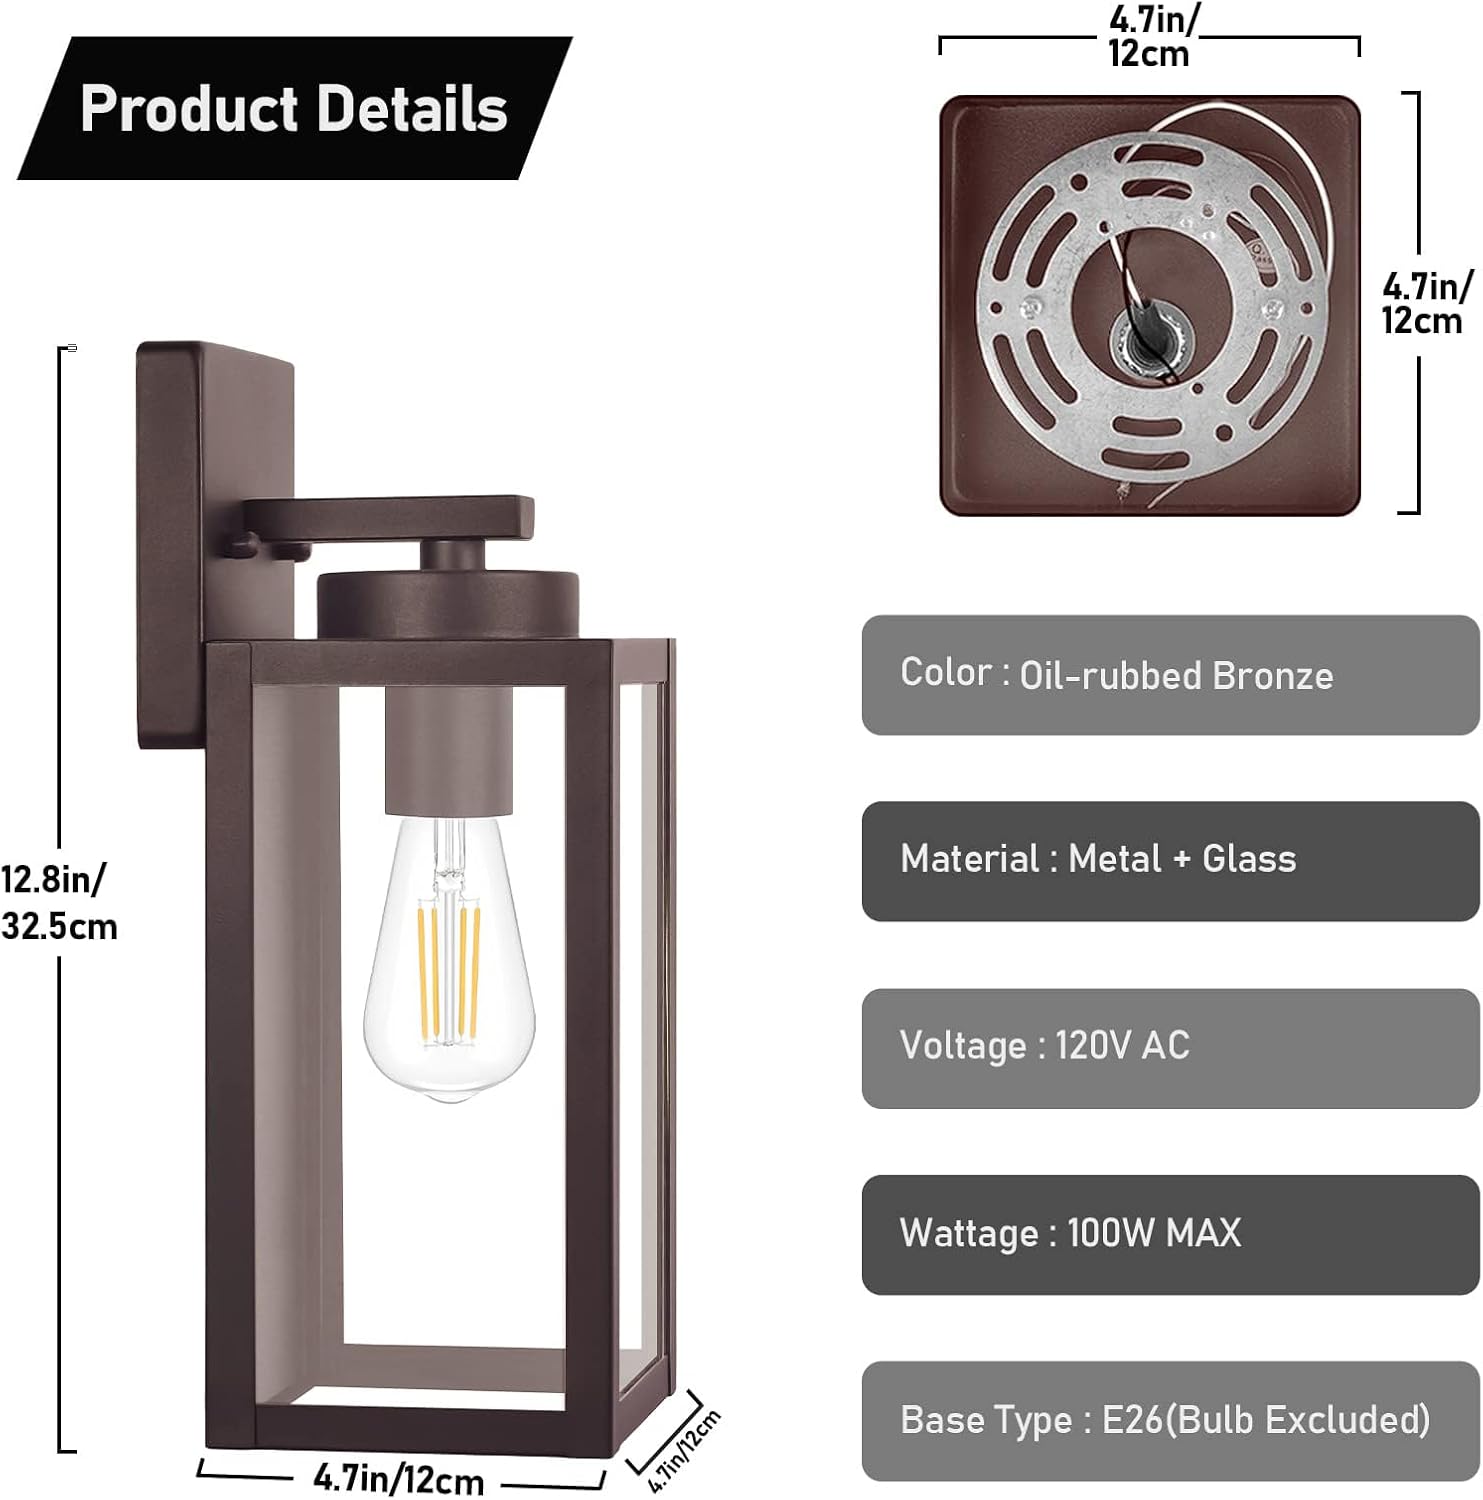 Product Details
4.7in/
12cm
4.7in/
12cm
12.8in/
32.5cm
4.7in/12cm
4.7in/12cm
Color : Oil-rubbed Bronze
Material : Metal + Glass
Voltage : 120V AC
Wattage : 100W MAX
Base Type : E26(Bulb Excluded)